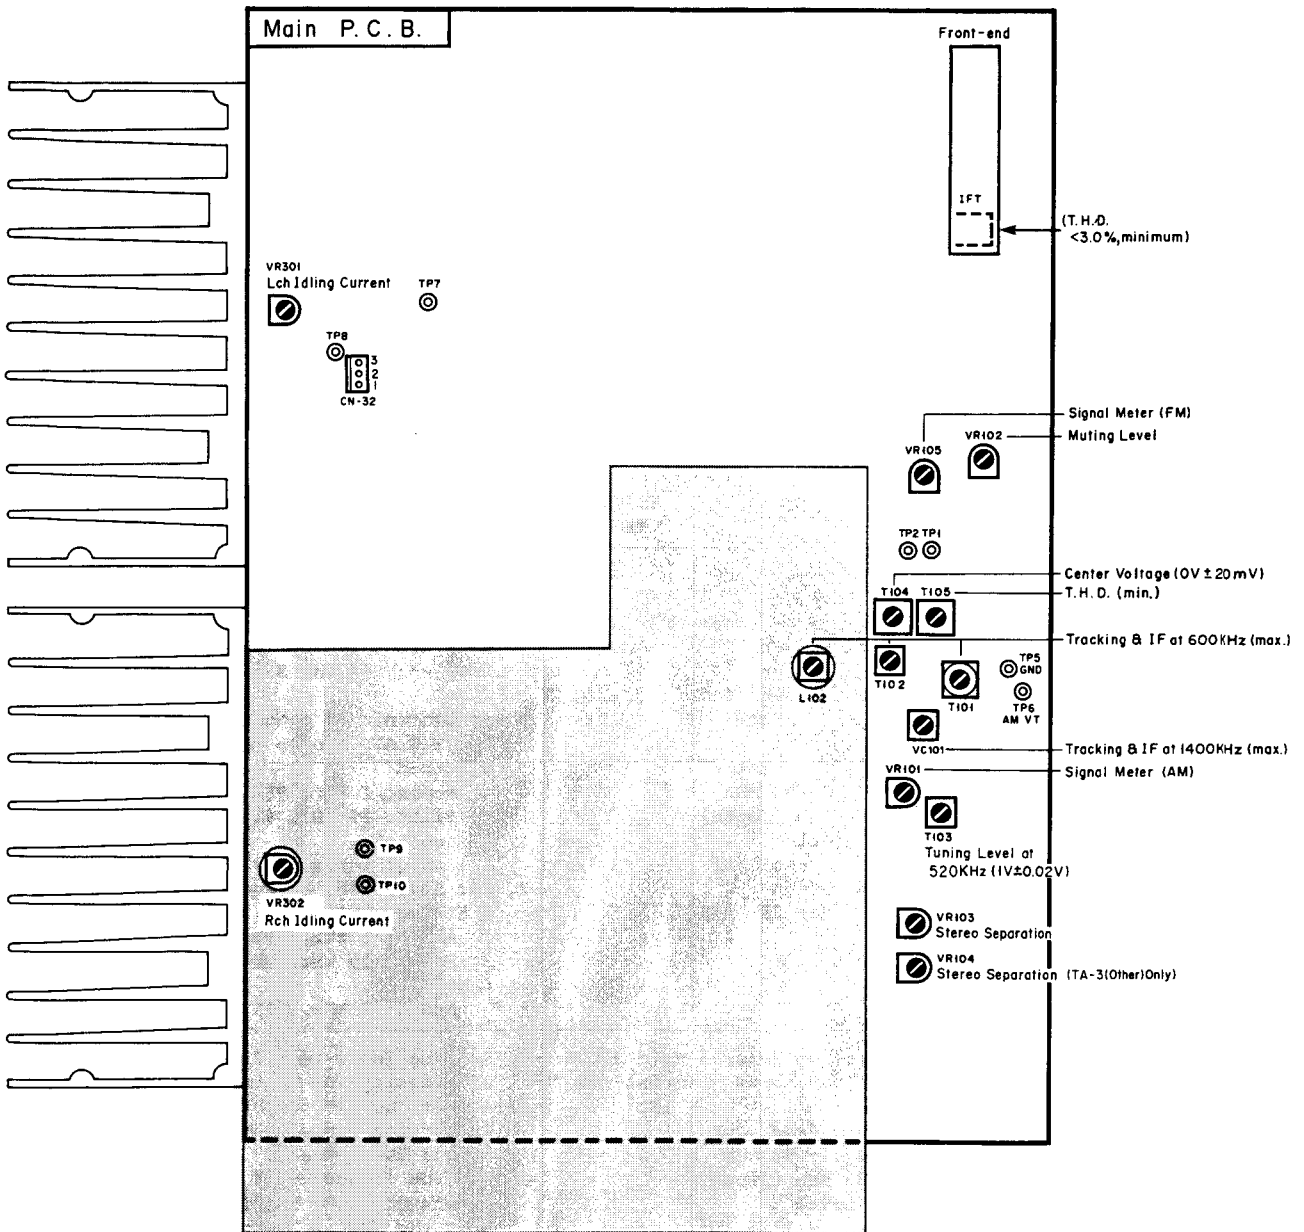 Main P.C.B.
Front-end
IFT
(T.H.D.
<3.0%,minimum)
VR301
Lch Idling Current
TP7
TP8
3
2
1
CN-32
Signal Meter (FM)
VR102
Muting Level
VR105
TP2 TP1
Center Voltage (0V ± 20mV)
T104
T105
T.H.D. (min.)
Tracking & IF at 600KHz (max.)
L102
T102
T101
TP5
GND
TP6
AM VT
VC101
Tracking & IF at 1400KHz (max.)
VR101
Signal Meter (AM)
T103
Tuning Level at
520KHz (1V±0.02V)
TP9
TP10
VR302
Rch Idling Current
VR103
Stereo Separation
VR104
Stereo Separation (TA-3(Other)Only)